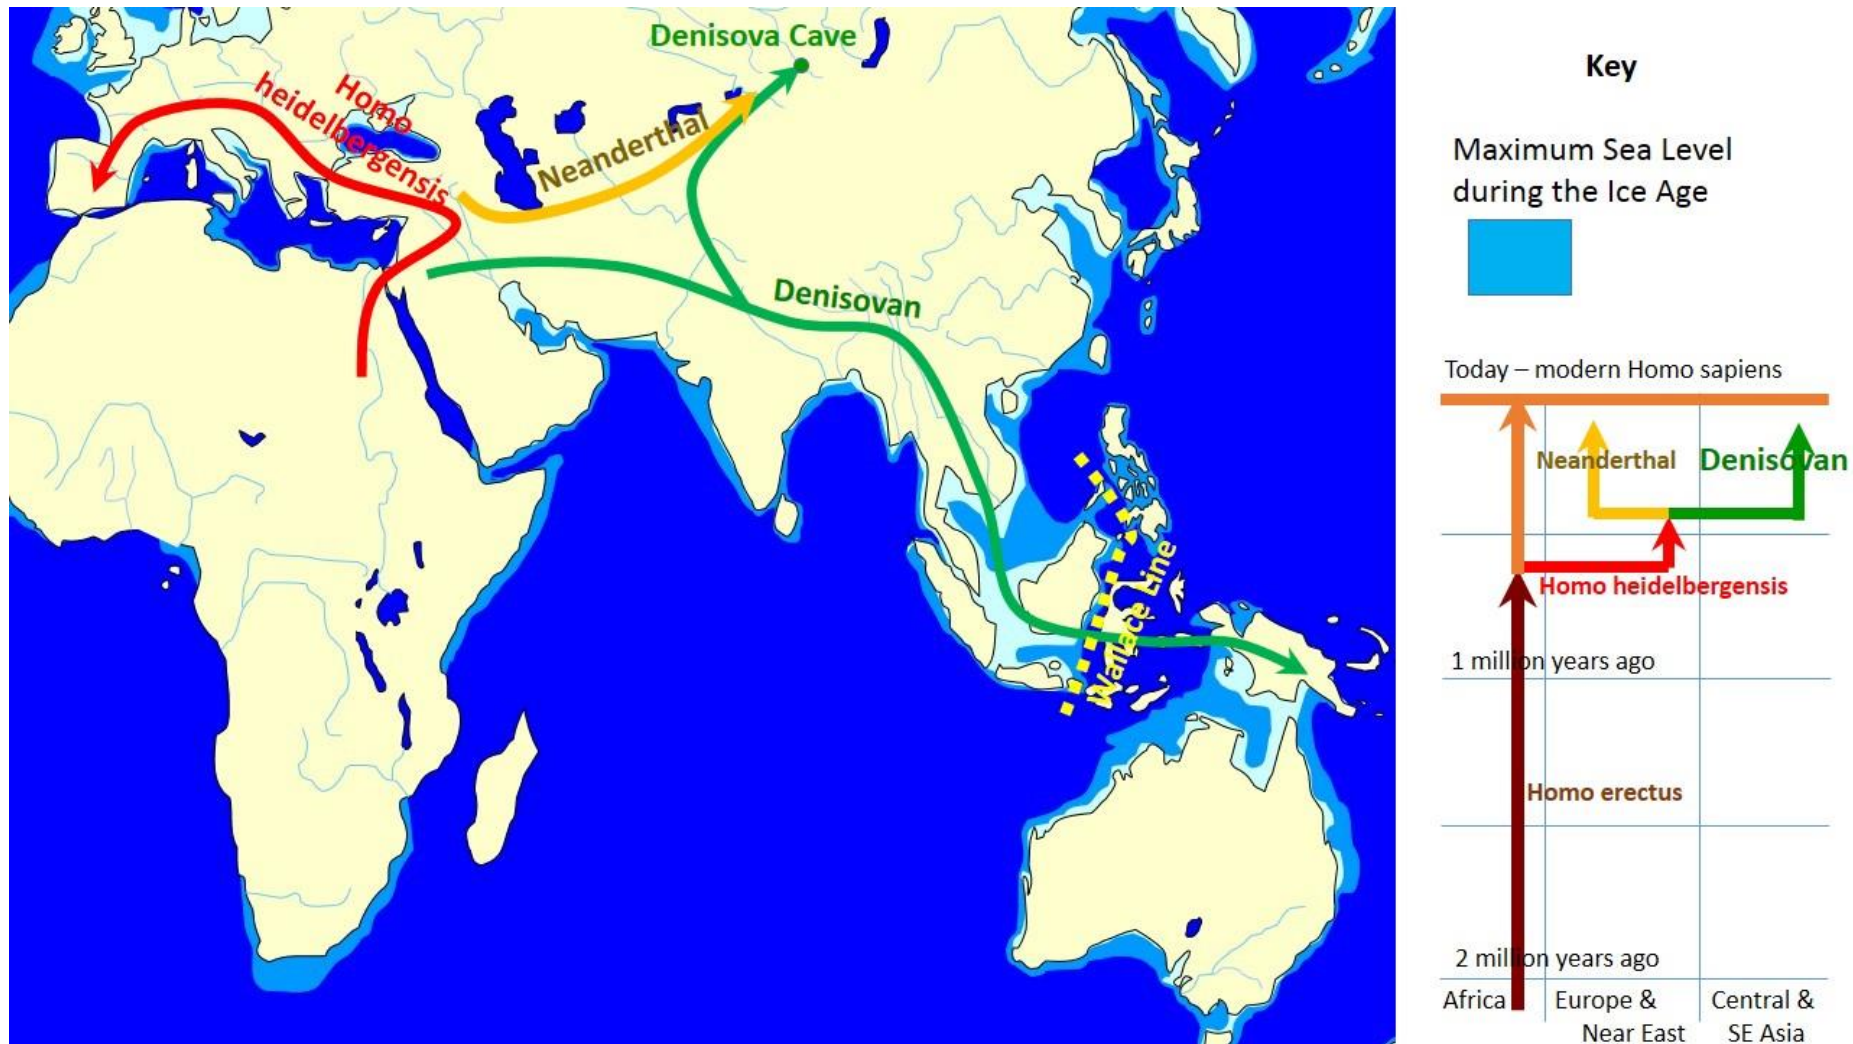 Denisova Cave
Homo
heidelbergensis
Neanderthal
Denisovan
Wallace Line
Key
Maximum Sea Level
during the Ice Age
Today – modern Homo sapiens
Neanderthal
Denisovan
Homo heidelbergensis
1 million years ago
Homo erectus
2 million years ago
Africa
Europe &
Near East
Central &
SE Asia